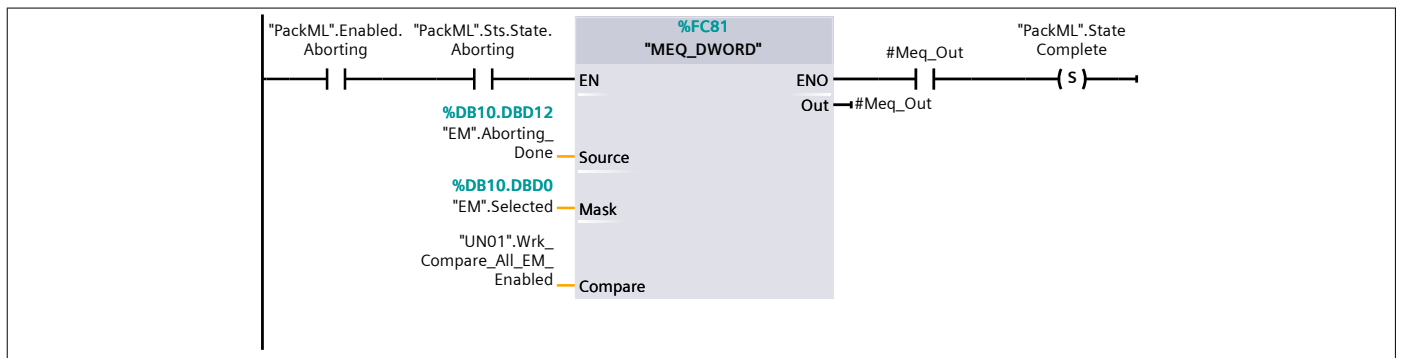 "PackML".Enabled.
Aborting
"PackML".Sts.State.
Aborting
%FC81
"MEQ_DWORD"
#Meq_Out
"PackML".State
Complete
EN
ENO
S
Out
#Meq_Out
%DB10.DBD12
"EM".Aborting_
Done
Source
%DB10.DBD0
"EM".Selected
Mask
"UN01".Wrk_
Compare_All_EM_
Enabled
Compare